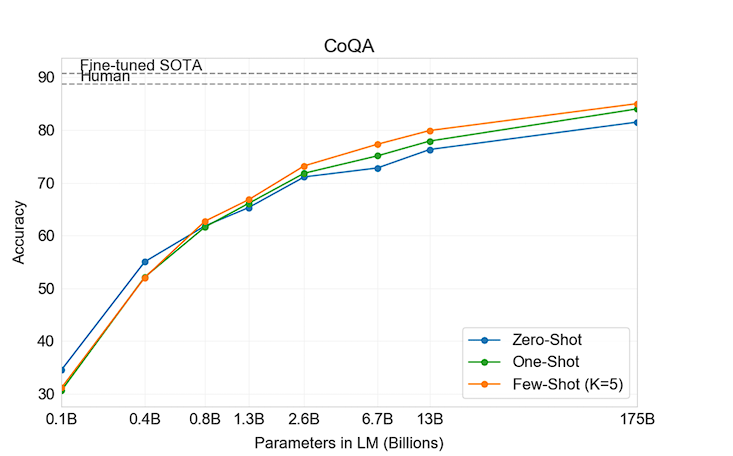 CoQA
Fine-tuned SOTA
90
Human
80
70
60
50
40
30
Accuracy
Zero-Shot
One-Shot
Few-Shot (K=5)
0.1B 0.4B 0.8B 1.3B 2.6B 6.7B 13B 175B
Parameters in LM (Billions)